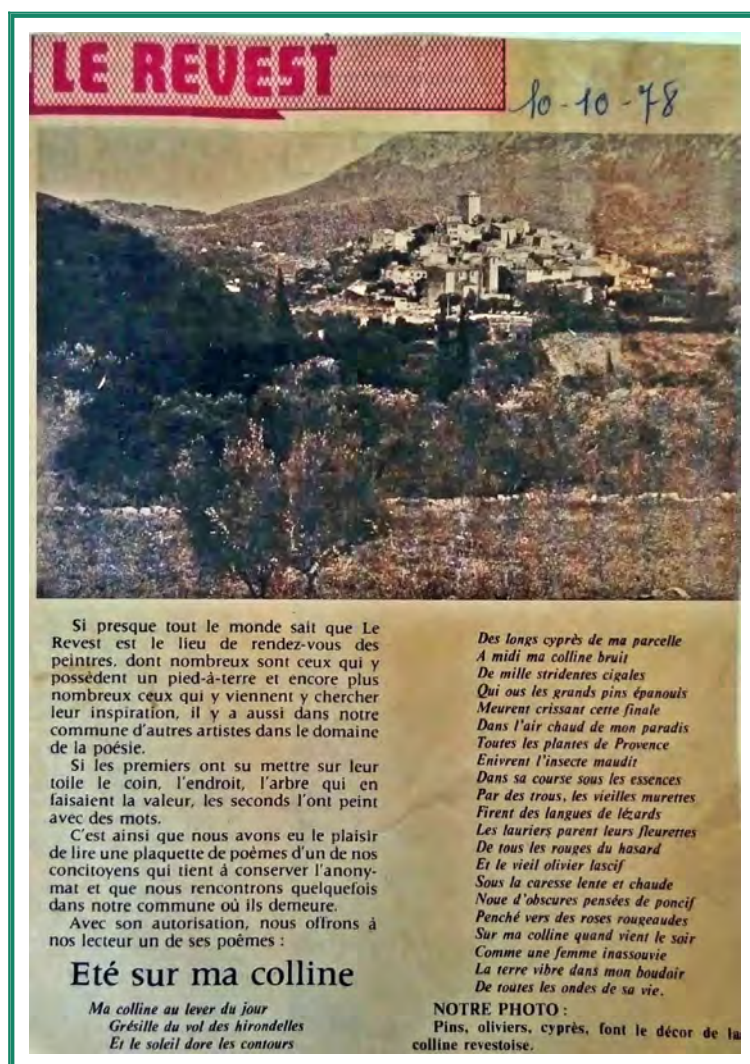 LE REVEST
10-10-78
Si presque tout le monde sait que Le
Revest est le lieu de rendez-vous des
peintres, dont nombreux sont ceux qui y
possèdent un pied-à-terre et encore plus
nombreux ceux qui y viennent y chercher
leur inspiration, il y a aussi dans notre
commune d'autres artistes dans le domaine
de la poésie.
Si les premiers ont su mettre sur leur
toile le coin, l'endroit, l'arbre qui en
faisaient la valeur, les seconds l'ont peint
avec des mots.
C'est ainsi que nous avons eu le plaisir
de lire une plaquette de poèmes d'un de nos
concitoyens qui tient à conserver l'anony-
mat et que nous rencontrons quelquefois
dans notre commune où ils demeure.
Avec son autorisation, nous offrons à
nos lecteur un de ses poèmes :
Eté sur ma colline
Ma colline au lever du jour
Grésille du vol des hirondelles
Et le soleil dore les contours
Des longs cyprès de ma parcelle
A midi ma colline bruit
De mille stridentes cigales
Qui ous les grands pins épanouis
Meurent crissant cette finale
Dans l'air chaud de mon paradis
Toutes les plantes de Provence
Enivrent l'insecte maudit
Dans sa course sous les essences
Par des trous, les vieilles murettes
Firent des langues de lézards
Les lauriers parent leurs fleurettes
De tous les rouges du hasard
Et le vieil olivier lascif
Sous la caresse lente et chaude
Noue d'obscures pensées de poncif
Penché vers des roses rougeaudes
Sur ma colline quand vient le soir
Comme une femme inassouvie
La terre vibre dans mon boudoir
De toutes les ondes de sa vie.
NOTRE PHOTO :
Pins, oliviers, cyprès, font le décor de la
colline revestoise.